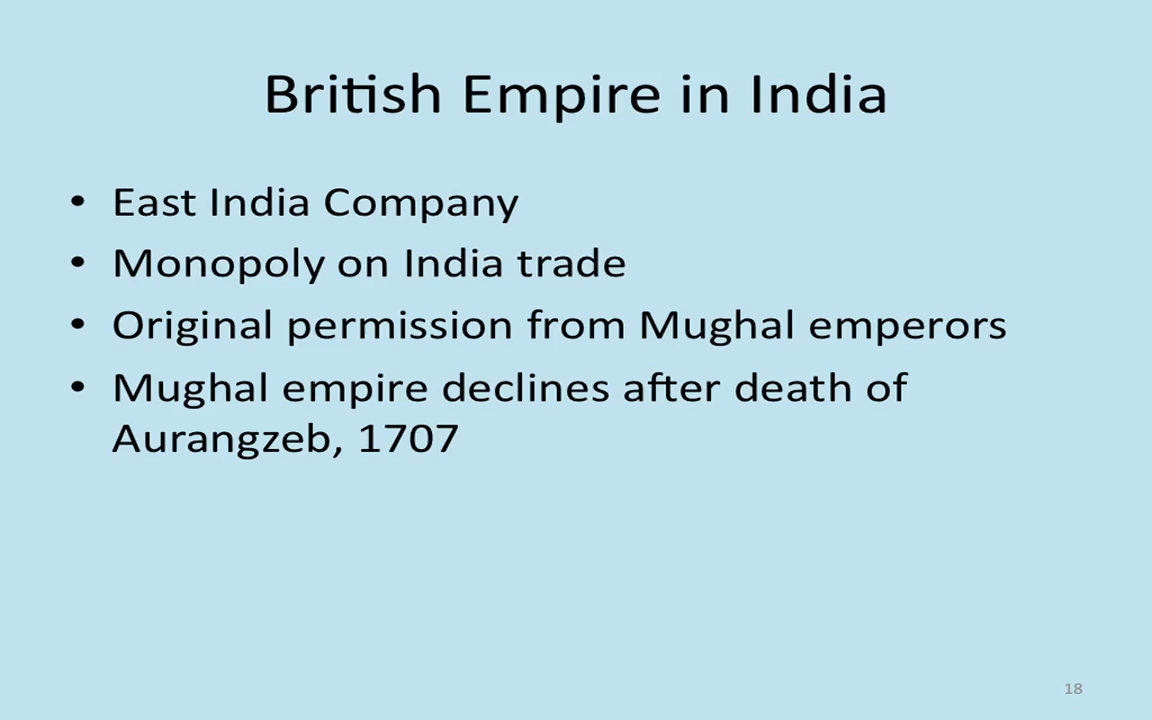 British Empire in India
• East India Company
• Monopoly on India trade
• Original permission from Mughal emperors
• Mughal empire declines after death of
Aurangzeb, 1707
18